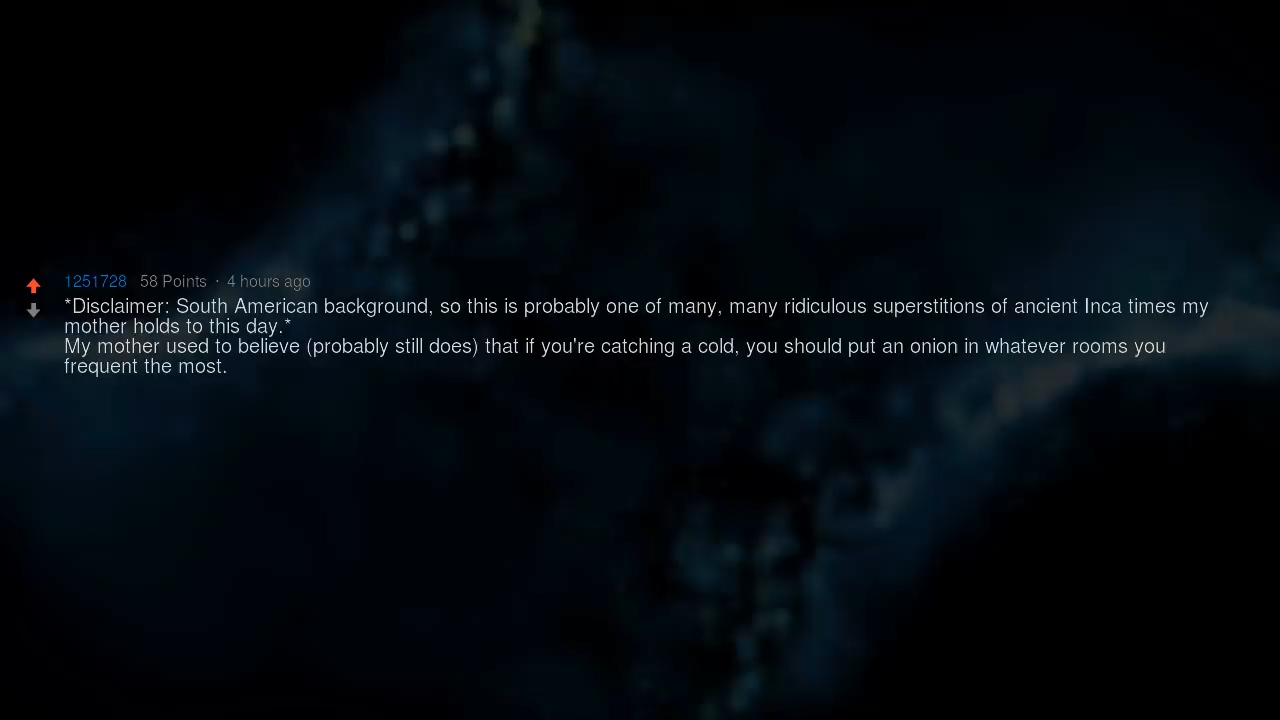 1251728 58 Points · 4 hours ago
*Disclaimer: South American background, so this is probably one of many, many ridiculous superstitions of ancient Inca times my
mother holds to this day.*
My mother used to believe (probably still does) that if you're catching a cold, you should put an onion in whatever rooms you
frequent the most.